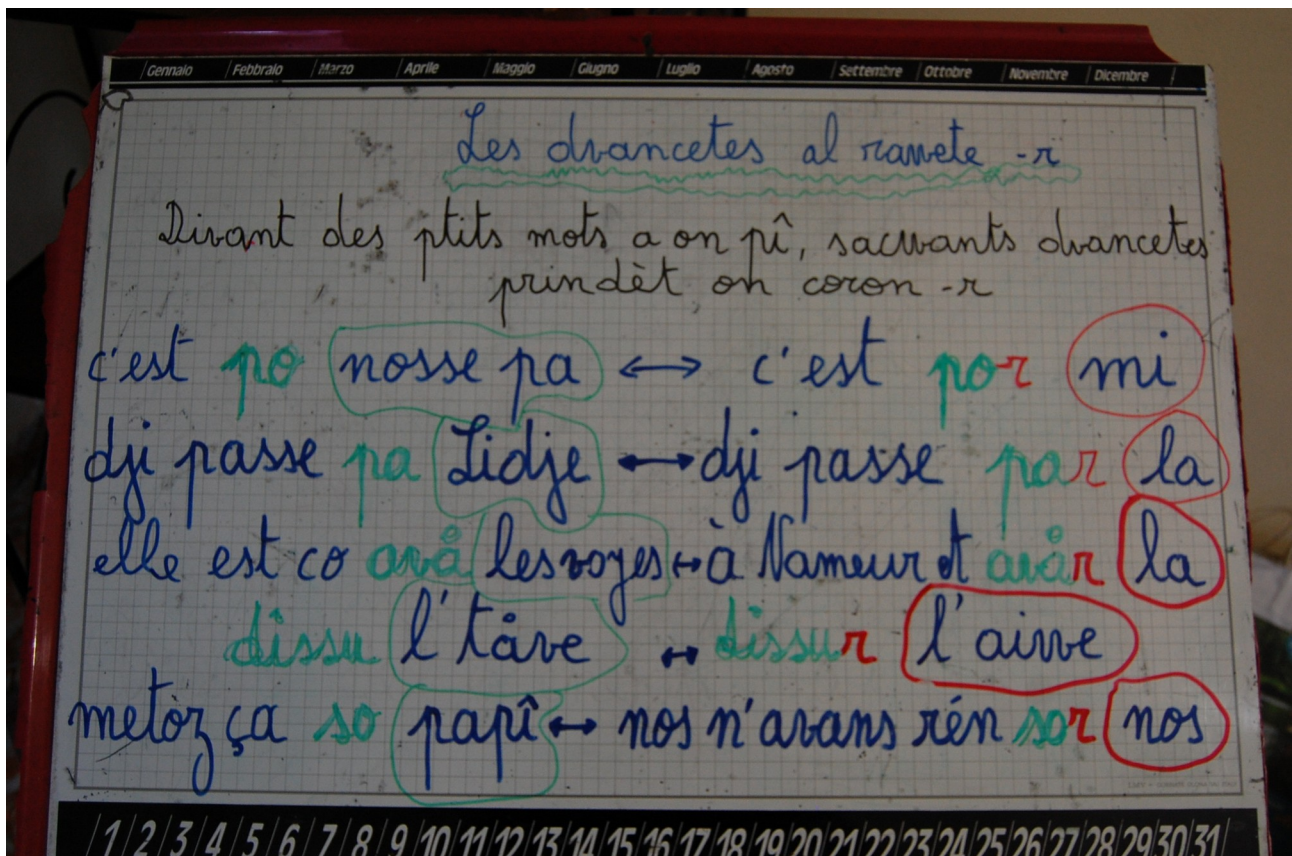 Gennaio Febbraio Marzo Aprile Maggio Giugno Luglio Agosto Settembre Ottobre Novembre Dicembre
Les dvancetes al rawete -r
Divant des ptits mots a on pî, sacwants dvancetes
prindèt on coron -r
c'est po nosse pa ↔ c'est por mi
dji passe pa Lidje ↔ dji passe par la
elle est co avå les voyes ↔ à Nameur et avår la
dissu l' tåve ↔ dissur l' aiwe
metoz ça so papî ↔ nos n'avans rén sor nos
1 2 3 4 5 6 7 8 9 10 11 12 13 14 15 16 17 18 19 20 21 22 23 24 25 26 27 28 29 30 31